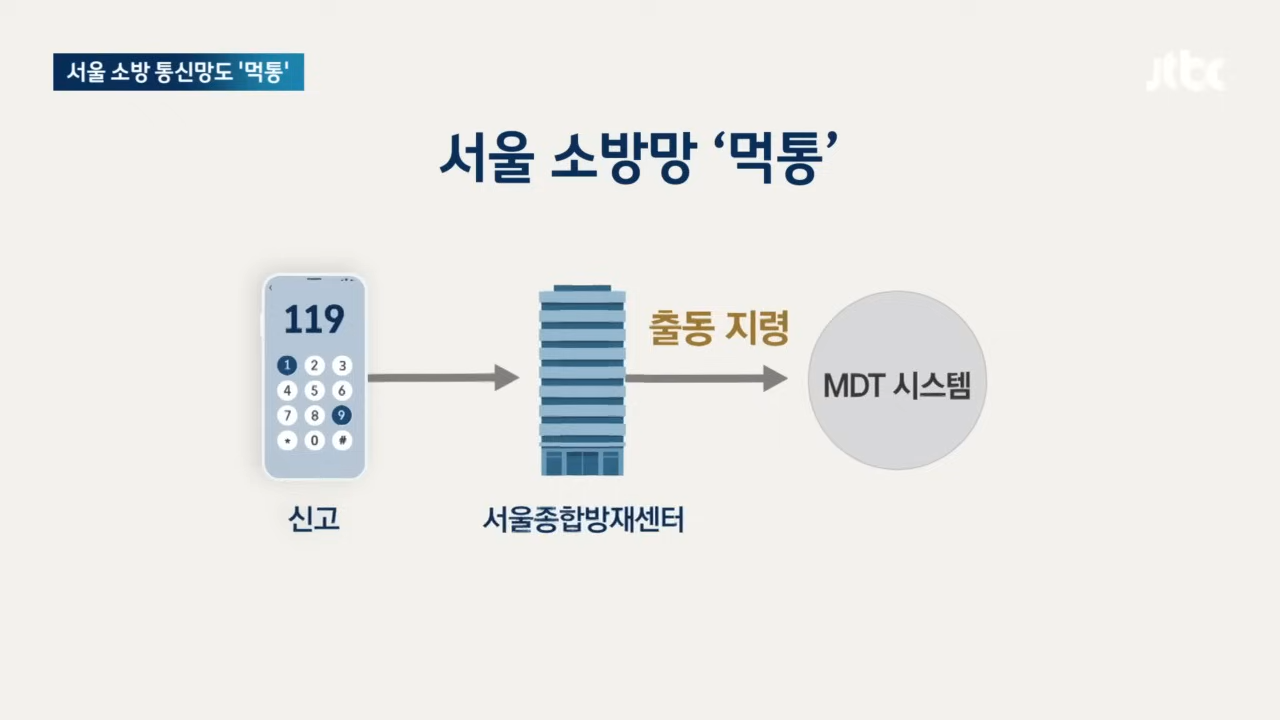 서울 소방 통신망도 '먹통'
jtbc
서울 소방망 ‘먹통’
119
1 2 3
4 5 6
7 8 9
* 0 #
출동 지령
MDT 시스템
신고
서울종합방재센터